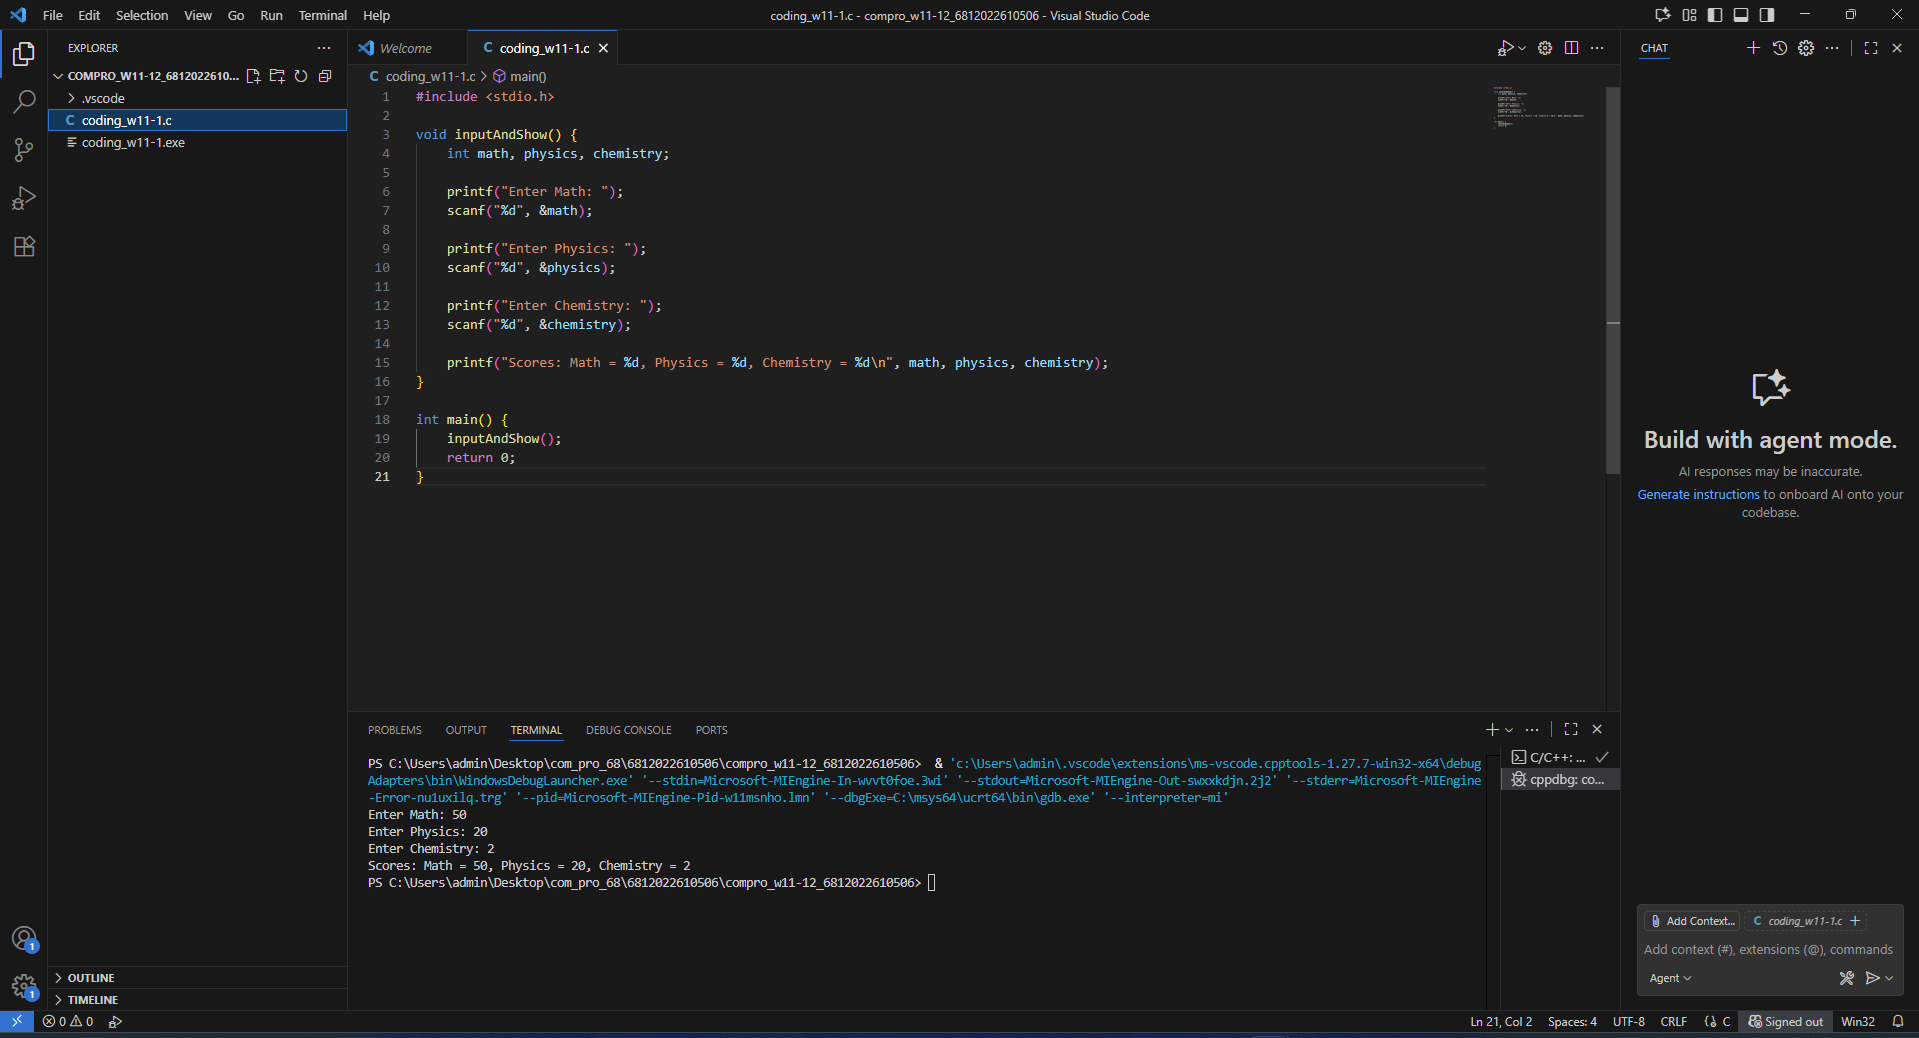 File Edit Selection View Go Run Terminal Help
coding_w11-1.c - compro_w11-12_6812022610506 - Visual Studio Code
EXPLORER
COMPRO_W11-12_6812022610...
.vscode
C coding_w11-1.c
coding_w11-1.exe
OUTLINE
TIMELINE
Welcome
C coding_w11-1.c
C coding_w11-1.c > main()
1 #include <stdio.h>
2
3 void inputAndShow() {
4 int math, physics, chemistry;
5
6 printf("Enter Math: ");
7 scanf("%d", &math);
8
9 printf("Enter Physics: ");
10 scanf("%d", &physics);
11
12 printf("Enter Chemistry: ");
13 scanf("%d", &chemistry);
14
15 printf("Scores: Math = %d, Physics = %d, Chemistry = %d\n", math, physics, chemistry);
16 }
17
18 int main() {
19 inputAndShow();
20 return 0;
21 }
PROBLEMS OUTPUT TERMINAL DEBUG CONSOLE PORTS
PS C:\Users\admin\Desktop\com_pro_68\6812022610506\compro_w11-12_6812022610506> & 'c:\Users\admin\.vscode\extensions\ms-vscode.cpptools-1.27.7-win32-x64\debug
Adapters\bin\WindowsDebugLauncher.exe' '--stdin=Microsoft-MIEngine-In-wvvt0foe.3wi' '--stdout=Microsoft-MIEngine-Out-swxxkdjn.2j2' '--stderr=Microsoft-MIEngine
-Error-nu1uxilq.trg' '--pid=Microsoft-MIEngine-Pid-w11msnho.lmn' '--dbgExe=C:\msys64\ucrt64\bin\gdb.exe' '--interpreter=mi'
Enter Math: 50
Enter Physics: 20
Enter Chemistry: 2
Scores: Math = 50, Physics = 20, Chemistry = 2
PS C:\Users\admin\Desktop\com_pro_68\6812022610506\compro_w11-12_6812022610506>
C/C++: ...
cppdbg: co...
CHAT
Build with agent mode.
AI responses may be inaccurate.
Generate instructions to onboard AI onto your
codebase.
Add Context...
C coding_w11-1.c
Add context (#), extensions (@), commands
Agent
1
1
0 0
Ln 21, Col 2 Spaces: 4 UTF-8 CRLF {} C Signed out Win32